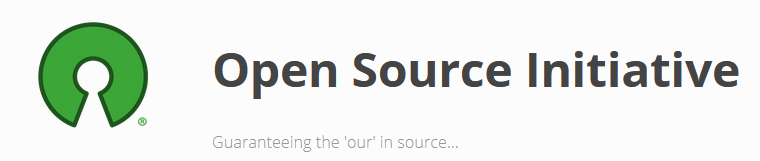 Open Source Initiative
®
Guaranteeing the 'our' in source...